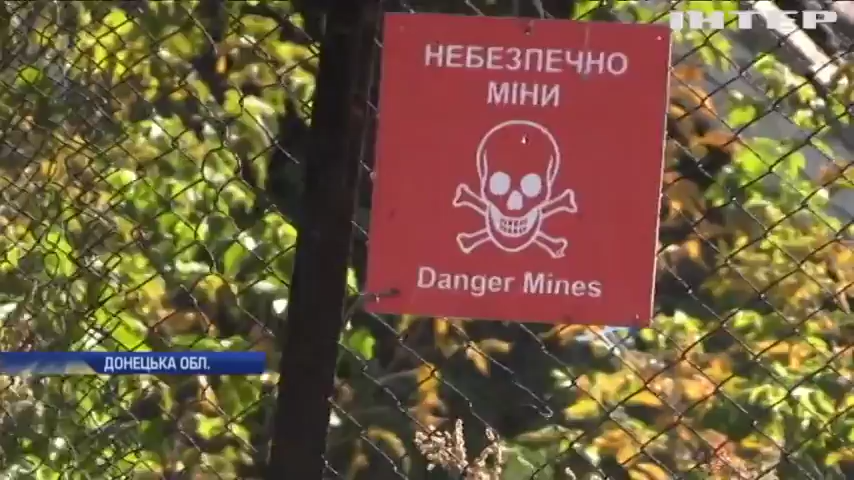 ІНТЕР
НЕБЕЗПЕЧНО
МІНИ
Danger Mines
ДОНЕЦЬКА ОБЛ.